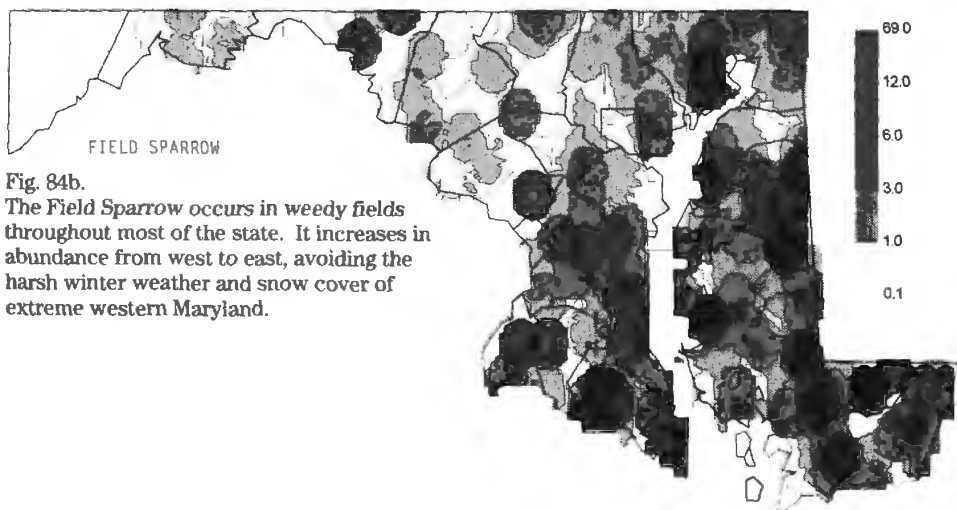 FIELD SPARROW
Fig. 84b.
The Field Sparrow occurs in weedy fields
throughout most of the state. It increases in
abundance from west to east, avoiding the
harsh winter weather and snow cover of
extreme western Maryland.
69.0
12.0
6.0
3.0
1.0
0.1